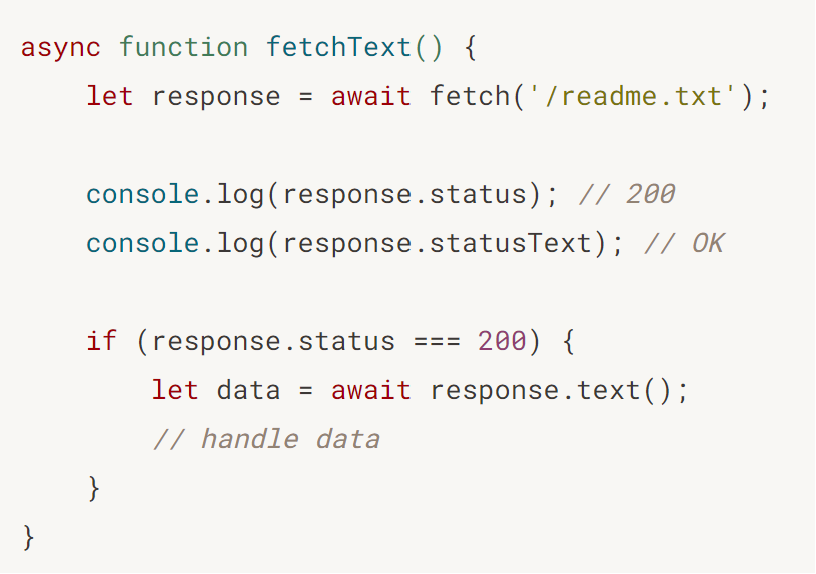 async function fetchText() {
    let response = await fetch('/readme.txt');

    console.log(response.status); // 200
    console.log(response.statusText); // OK

    if (response.status === 200) {
        let data = await response.text();
        // handle data
    }
}